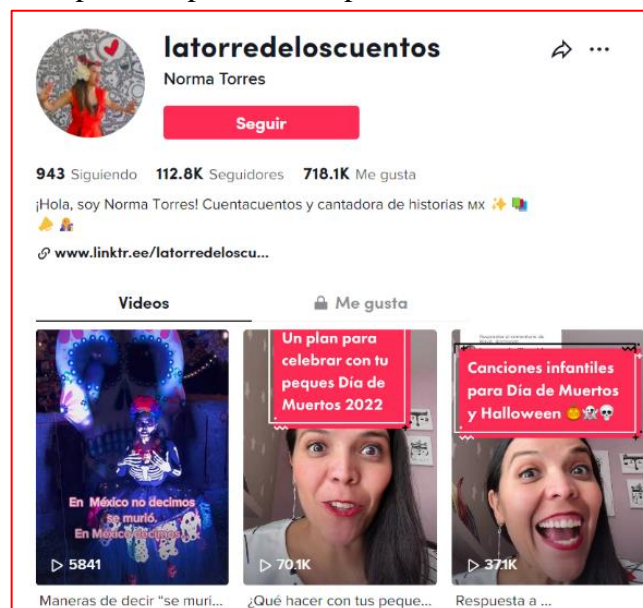 latorredeloscuentos
Norma Torres
Seguir
943 Siguiendo 112.8K Seguidores 718.1K Me gusta
¡Hola, soy Norma Torres! Cuentacuentos y cantadora de historias MX ✨
www.linktr.ee/latorredeloscu...
Videos
Me gusta
En México no decimos
se murió.
En México decimos...
5841
Maneras de decir "se muri...
Un plan para
celebrar con tu
peques Día de
Muertos 2022
70.1K
¿Qué hacer con tus peque...
Canciones infantiles
para Día de Muertos
y Halloween 🎃👻💀
37.1K
Respuesta a ...